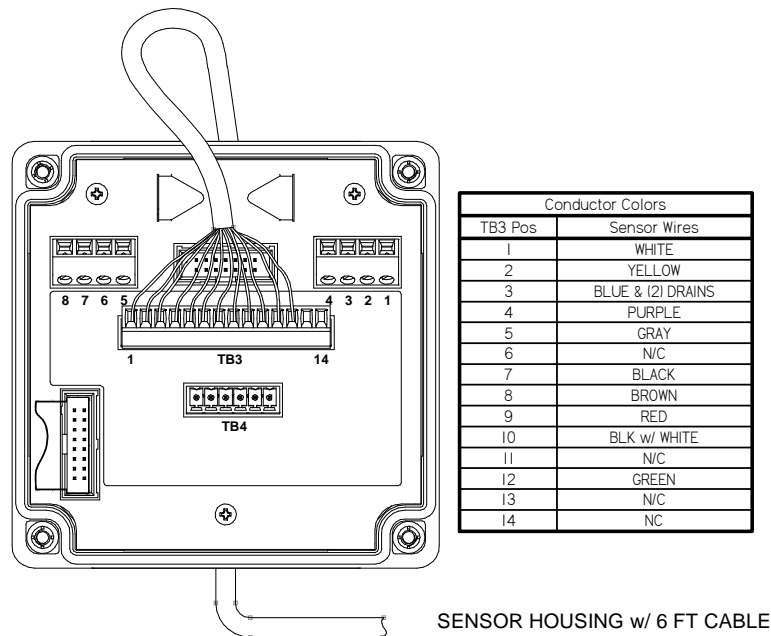 Conductor Colors
TB3 Pos Sensor Wires
1 WHITE
2 YELLOW
3 BLUE & (2) DRAINS
4 PURPLE
5 GRAY
6 N/C
7 BLACK
8 BROWN
9 RED
10 BLK w/ WHITE
11 N/C
12 GREEN
13 N/C
14 NC
8 7 6 5 4 3 2 1
1 TB3 14
TB4
SENSOR HOUSING w/ 6 FT CABLE